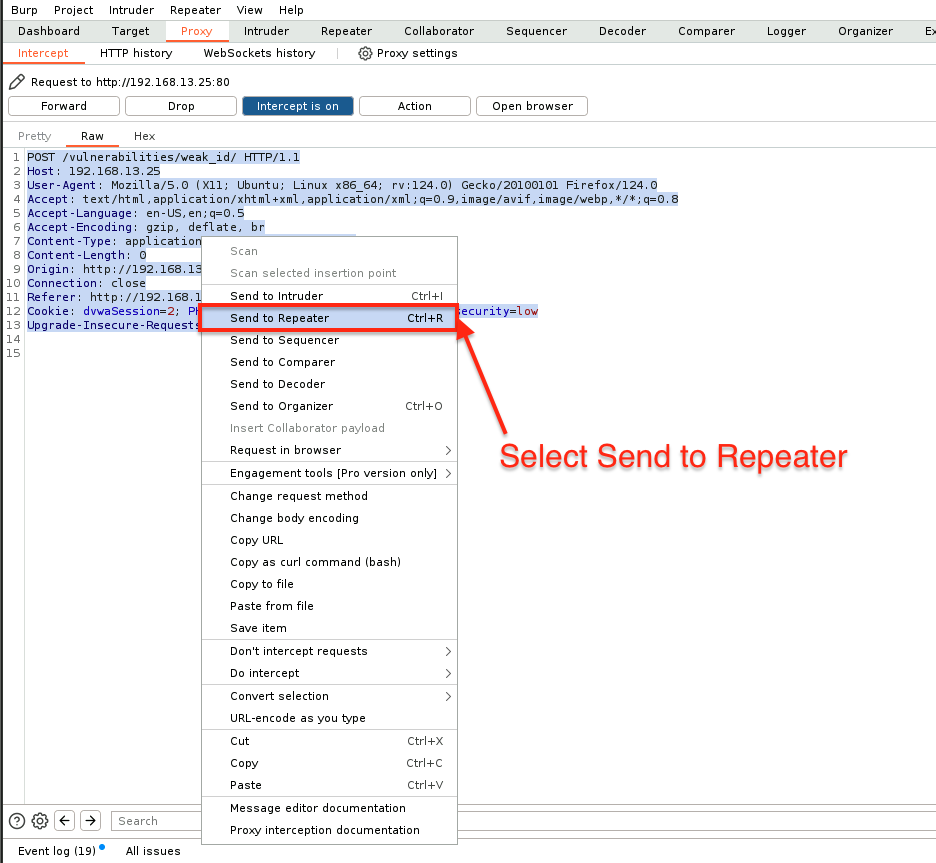 Burp Project Intruder Repeater View Help
Dashboard Target Proxy Intruder Repeater Collaborator Sequencer Decoder Comparer Logger Organizer
Intercept HTTP history WebSockets history Proxy settings
Request to http://192.168.13.25:80
Forward Drop Intercept is on Action Open browser
Pretty Raw Hex
1 POST /vulnerabilities/weak_id/ HTTP/1.1
2 Host: 192.168.13.25
3 User-Agent: Mozilla/5.0 (X11; Ubuntu; Linux x86_64; rv:124.0) Gecko/20100101 Firefox/124.0
4 Accept: text/html,application/xhtml+xml,application/xml;q=0.9,image/avif,image/webp,*/*;q=0.8
5 Accept-Language: en-US,en;q=0.5
6 Accept-Encoding: gzip, deflate, br
7 Content-Type: application
8 Content-Length: 0
9 Origin: http://192.168.13
10 Connection: close
11 Referer: http://192.168.1
12 Cookie: dvwaSession=2; PH ecurity=low
13 Upgrade-Insecure-Requests
14
15
Scan
Scan selected insertion point
Send to Intruder Ctrl+I
Send to Repeater Ctrl+R
Send to Sequencer
Send to Comparer
Send to Decoder
Send to Organizer Ctrl+O
Insert Collaborator payload
Request in browser
Engagement tools [Pro version only]
Change request method
Change body encoding
Copy URL
Copy as curl command (bash)
Copy to file
Paste from file
Save item
Don't intercept requests
Do intercept
Convert selection
URL-encode as you type
Cut Ctrl+X
Copy Ctrl+C
Paste Ctrl+V
Message editor documentation
Proxy interception documentation
Select Send to Repeater
Search
Event log (19) All issues